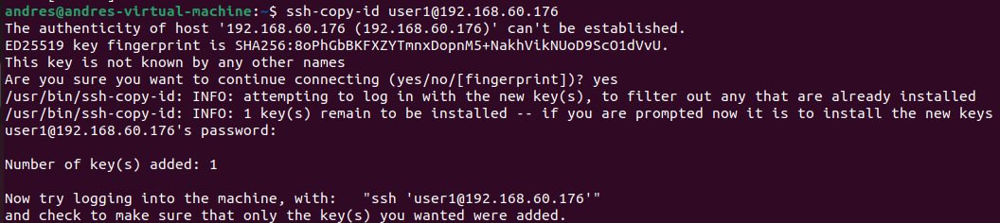 andres@andres-virtual-machine:~$ ssh-copy-id user1@192.168.60.176
The authenticity of host '192.168.60.176 (192.168.60.176)' can't be established.
ED25519 key fingerprint is SHA256:8oPhGbBKFXZYTmnxDopnM5+NakhVikNUoD9ScO1dVvU.
This key is not known by any other names
Are you sure you want to continue connecting (yes/no/[fingerprint])? yes
/usr/bin/ssh-copy-id: INFO: attempting to log in with the new key(s), to filter out any that are already installed
/usr/bin/ssh-copy-id: INFO: 1 key(s) remain to be installed -- if you are prompted now it is to install the new keys
user1@192.168.60.176's password:
Number of key(s) added: 1
Now try logging into the machine, with:   "ssh 'user1@192.168.60.176'"
and check to make sure that only the key(s) you wanted were added.